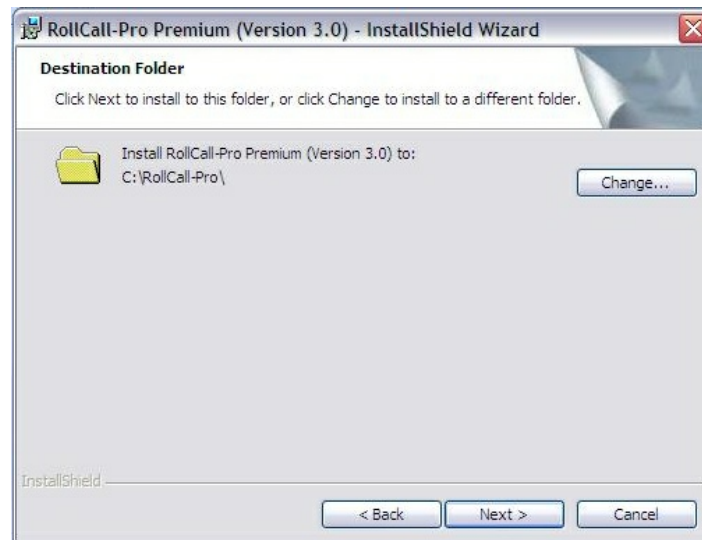 RollCall-Pro Premium (Version 3.0) - InstallShield Wizard
Destination Folder
Click Next to install to this folder, or click Change to install to a different folder.
Install RollCall-Pro Premium (Version 3.0) to:
C:\RollCall-Pro\
Change...
InstallShield
< Back
Next >
Cancel